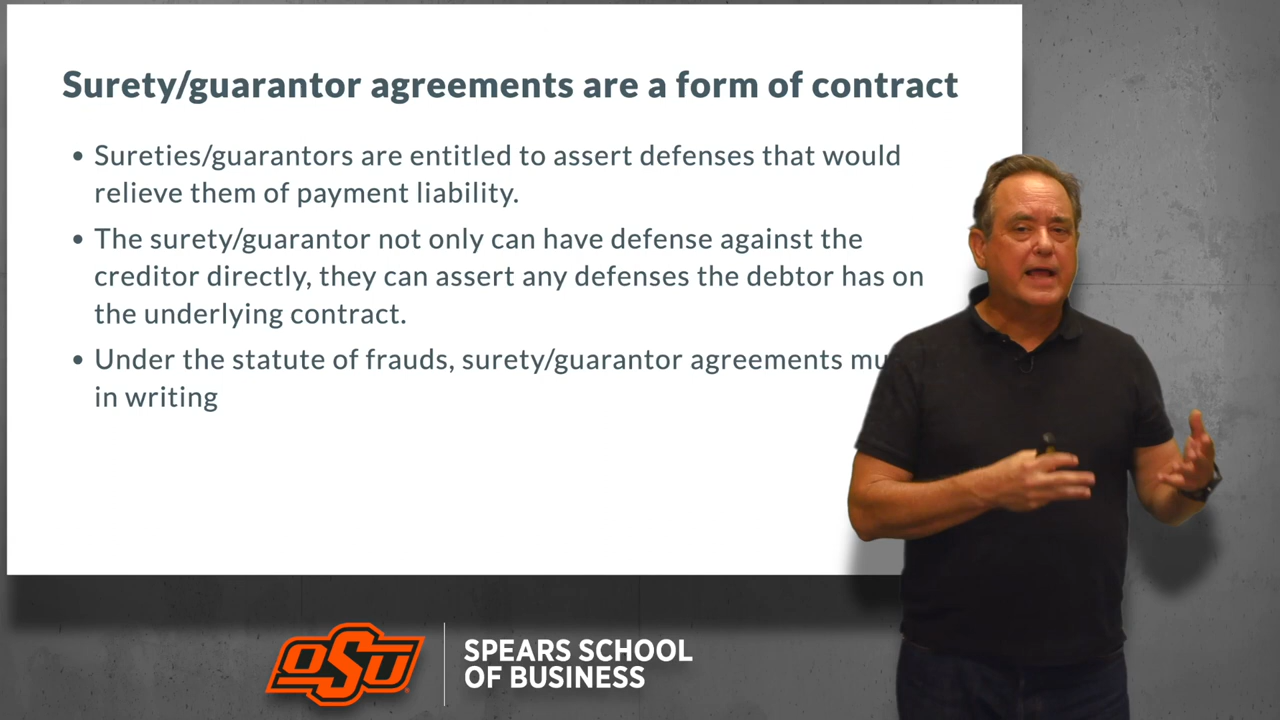 Surety/guarantor agreements are a form of contract
• Sureties/guarantors are entitled to assert defenses that would
relieve them of payment liability.
• The surety/guarantor not only can have defense against the
creditor directly, they can assert any defenses the debtor has on
the underlying contract.
• Under the statute of frauds, surety/guarantor agreements
in writing
OSU
SPEARS SCHOOL
OF BUSINESS